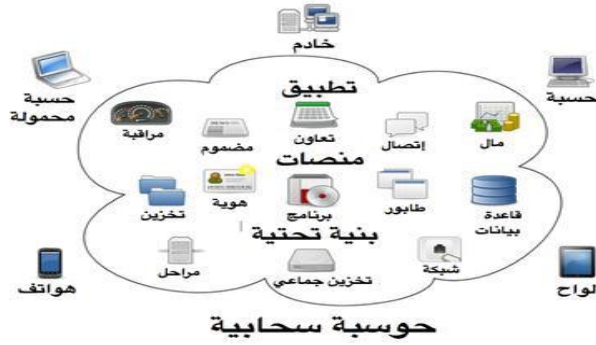 خادم
حسبة
حسبة
محمولة
تطبيق
مال
إتصال
تعاون
مضموم
مراقبة
منصات
قاعدة
بيانات
طابور
برنامج
هوية
تخزين
بنية تحتية
شبكة
تخزين جماعي
مراحل
لواح
هواتف
حوسبة سحابية